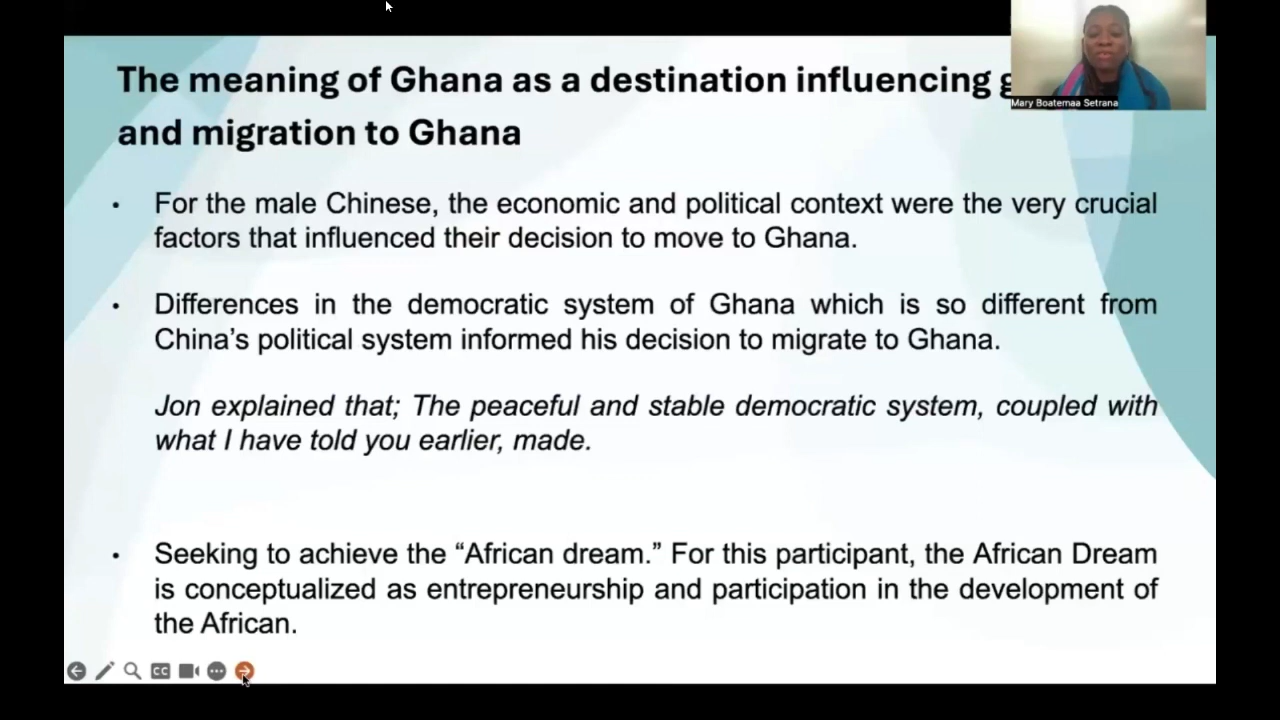 The meaning of Ghana as a destination influencing
and migration to Ghana
Mary Boatemaa Setrana
• For the male Chinese, the economic and political context were the very crucial
factors that influenced their decision to move to Ghana.
• Differences in the democratic system of Ghana which is so different from
China’s political system informed his decision to migrate to Ghana.
Jon explained that; The peaceful and stable democratic system, coupled with
what I have told you earlier, made.
• Seeking to achieve the “African dream.” For this participant, the African Dream
is conceptualized as entrepreneurship and participation in the development of
the African.
CC